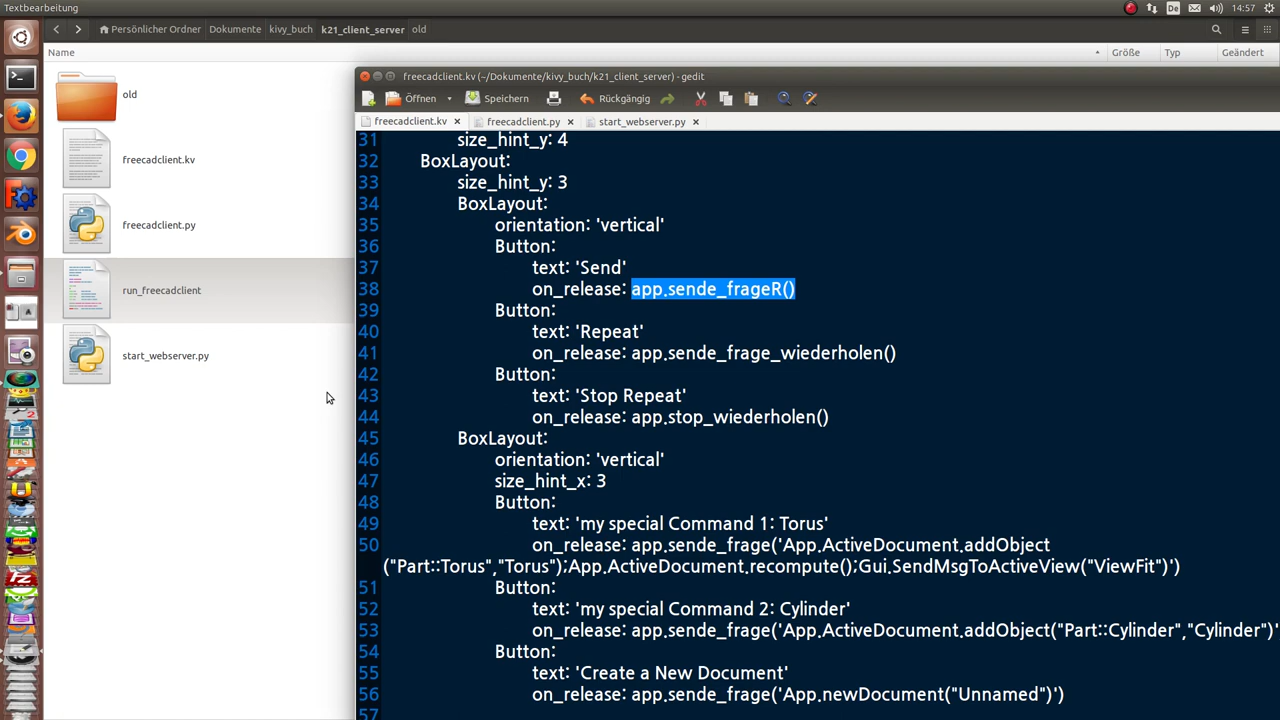 Textbearbeitung
De
14:57
Persönlicher Ordner
Dokumente
kivy_buch
k21_client_server
old
Name
Größe
Typ
Geändert
old
freecadclient.kv
freecadclient.py
run_freecadclient
start_webserver.py
freecadclient.kv (~/Dokumente/kivy_buch/k21_client_server) - gedit
Öffnen
Speichern
Rückgängig
freecadclient.kv ×
freecadclient.py ×
start_webserver.py ×
31 size_hint_y: 4
32 BoxLayout:
33 size_hint_y: 3
34 BoxLayout:
35 orientation: 'vertical'
36 Button:
37 text: 'Send'
38 on_release: app.sende_frageR()
39 Button:
40 text: 'Repeat'
41 on_release: app.sende_frage_wiederholen()
42 Button:
43 text: 'Stop Repeat'
44 on_release: app.stop_wiederholen()
45 BoxLayout:
46 orientation: 'vertical'
47 size_hint_x: 3
48 Button:
49 text: 'my special Command 1: Torus'
50 on_release: app.sende_frage('App.ActiveDocument.addObject
("Part::Torus","Torus");App.ActiveDocument.recompute();Gui.SendMsgToActiveView("ViewFit")')
51 Button:
52 text: 'my special Command 2: Cylinder'
53 on_release: app.sende_frage('App.ActiveDocument.addObject("Part::Cylinder","Cylinder")'
54 Button:
55 text: 'Create a New Document'
56 on_release: app.sende_frage('App.newDocument("Unnamed")')
57